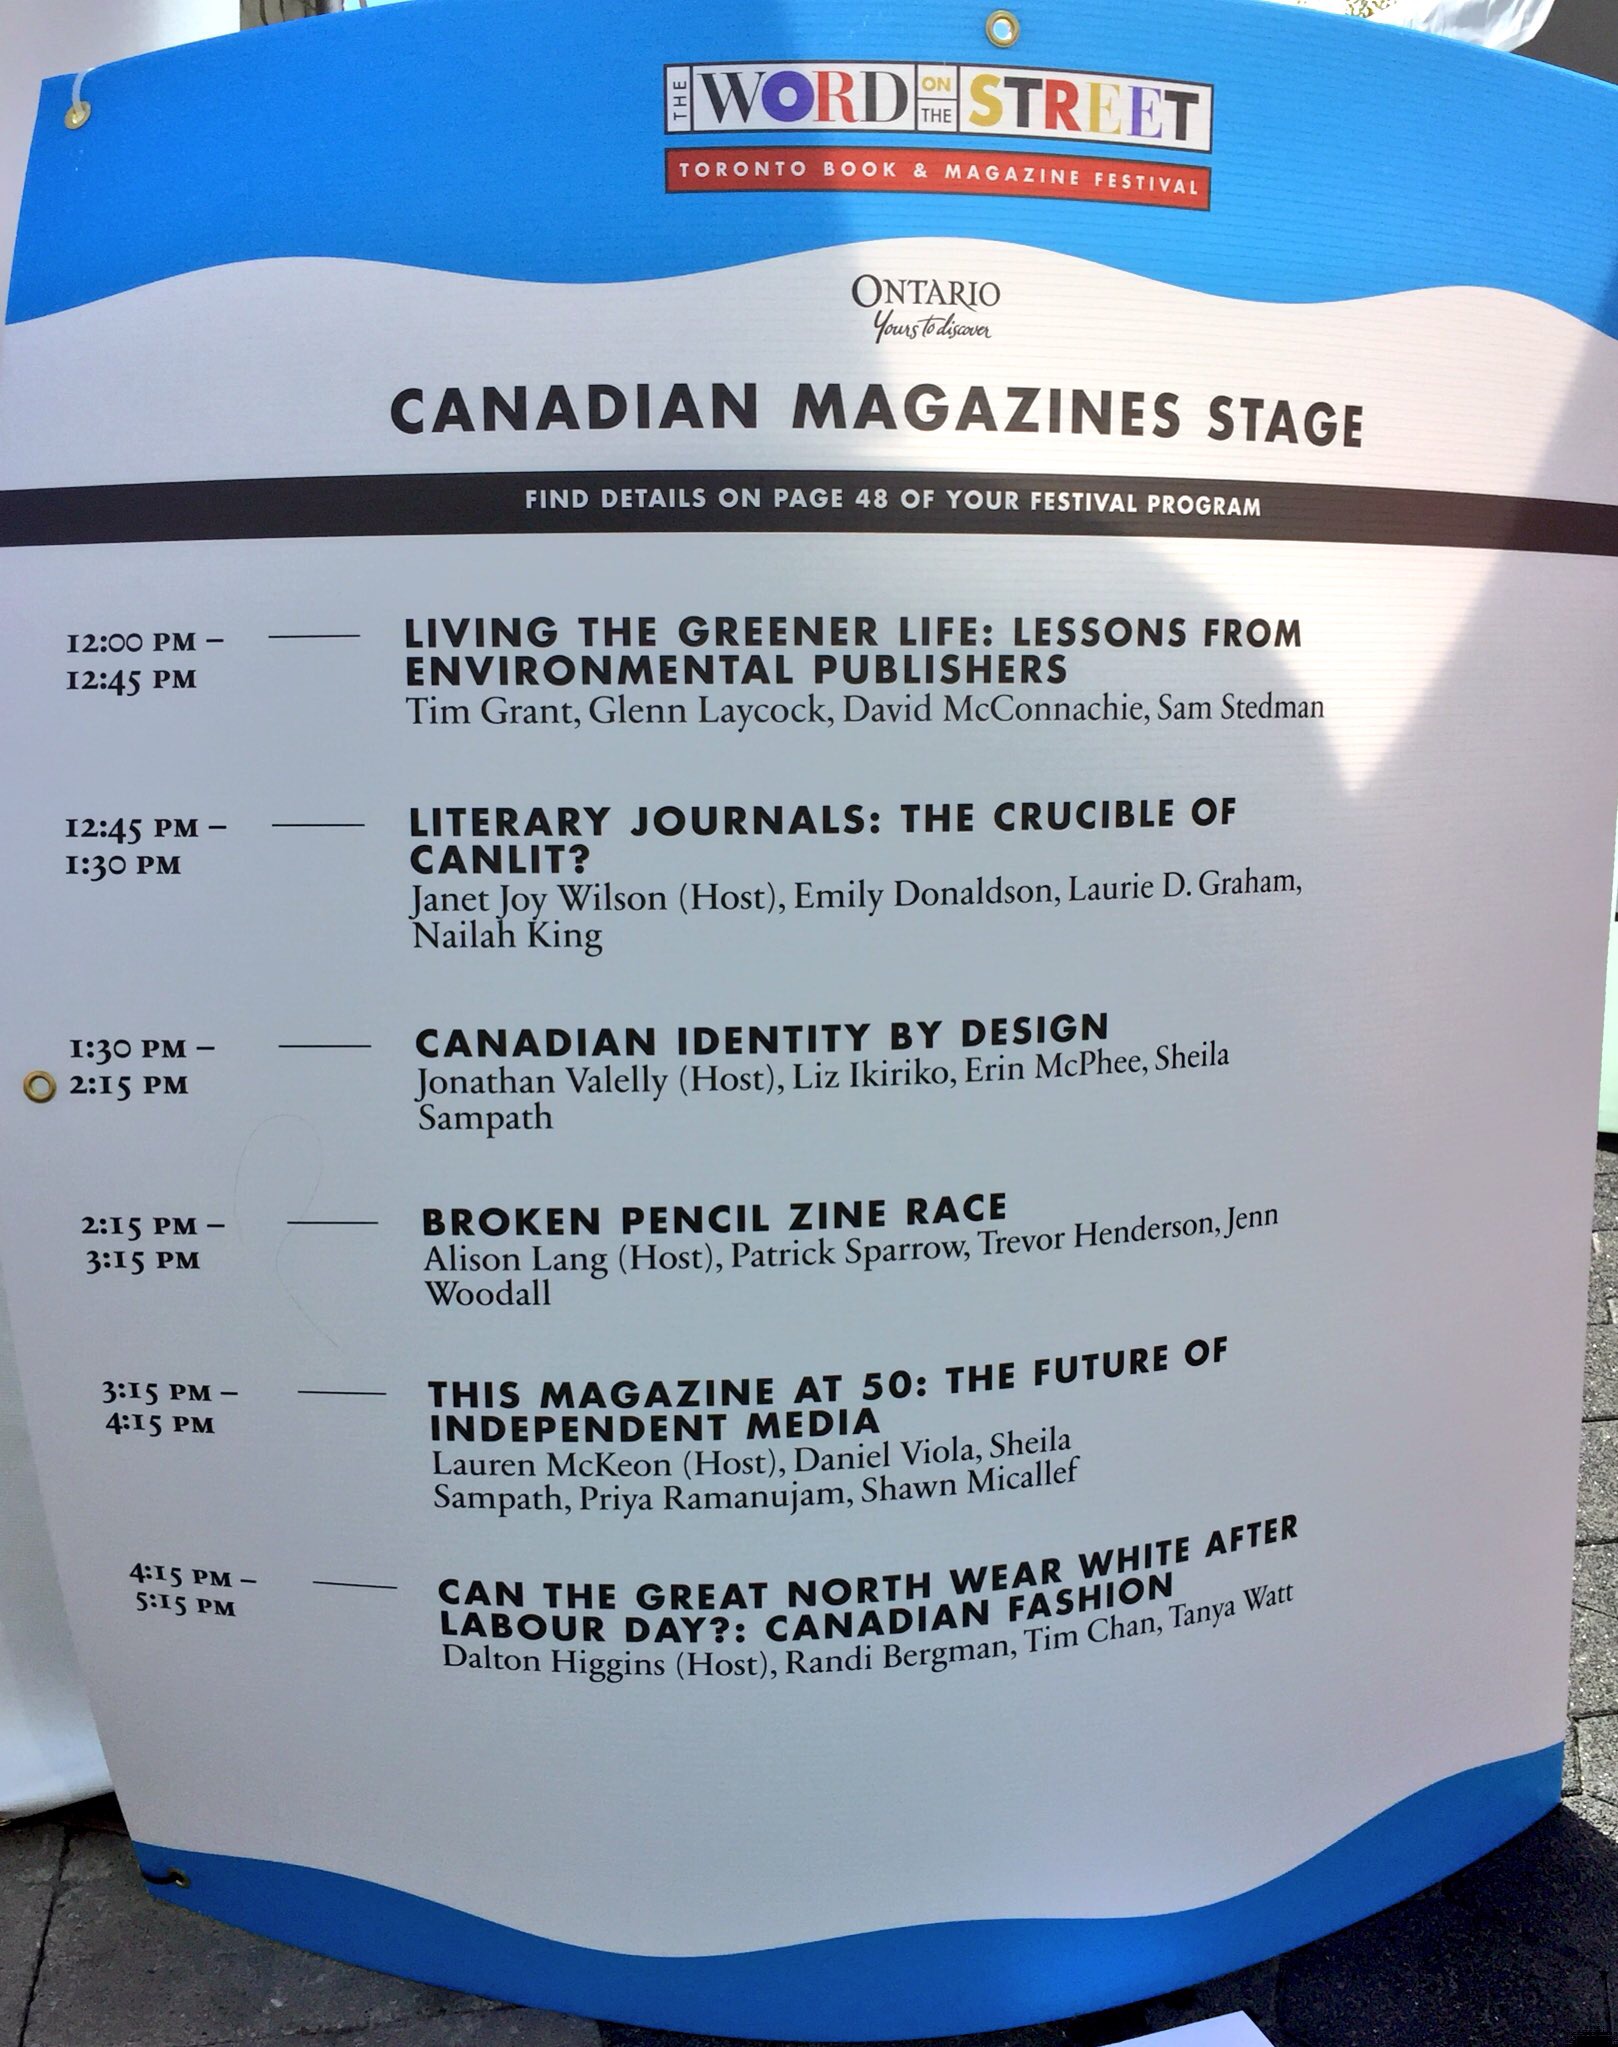 THE WORD ON THE STREET
TORONTO BOOK & MAGAZINE FESTIVAL
ONTARIO
Yours to discover
CANADIAN MAGAZINES STAGE
FIND DETAILS ON PAGE 48 OF YOUR FESTIVAL PROGRAM
12:00 PM –
12:45 PM
LIVING THE GREENER LIFE: LESSONS FROM
ENVIRONMENTAL PUBLISHERS
Tim Grant, Glenn Laycock, David McConnachie, Sam Stedman
12:45 PM –
1:30 PM
LITERARY JOURNALS: THE CRUCIBLE OF
CANLIT?
Janet Joy Wilson (Host), Emily Donaldson, Laurie D. Graham,
Nailah King
1:30 PM –
2:15 PM
CANADIAN IDENTITY BY DESIGN
Jonathan Valelly (Host), Liz Ikiriko, Erin McPhee, Sheila
Sampath
2:15 PM –
3:15 PM
BROKEN PENCIL ZINE RACE
Alison Lang (Host), Patrick Sparrow, Trevor Henderson, Jenn
Woodall
3:15 PM –
4:15 PM
THIS MAGAZINE AT 50: THE FUTURE OF
INDEPENDENT MEDIA
Lauren McKeon (Host), Daniel Viola, Sheila
Sampath, Priya Ramanujam, Shawn Micallef
4:15 PM –
5:15 PM
CAN THE GREAT NORTH WEAR WHITE AFTER
LABOUR DAY?: CANADIAN FASHION
Dalton Higgins (Host), Randi Bergman, Tim Chan, Tanya Watt